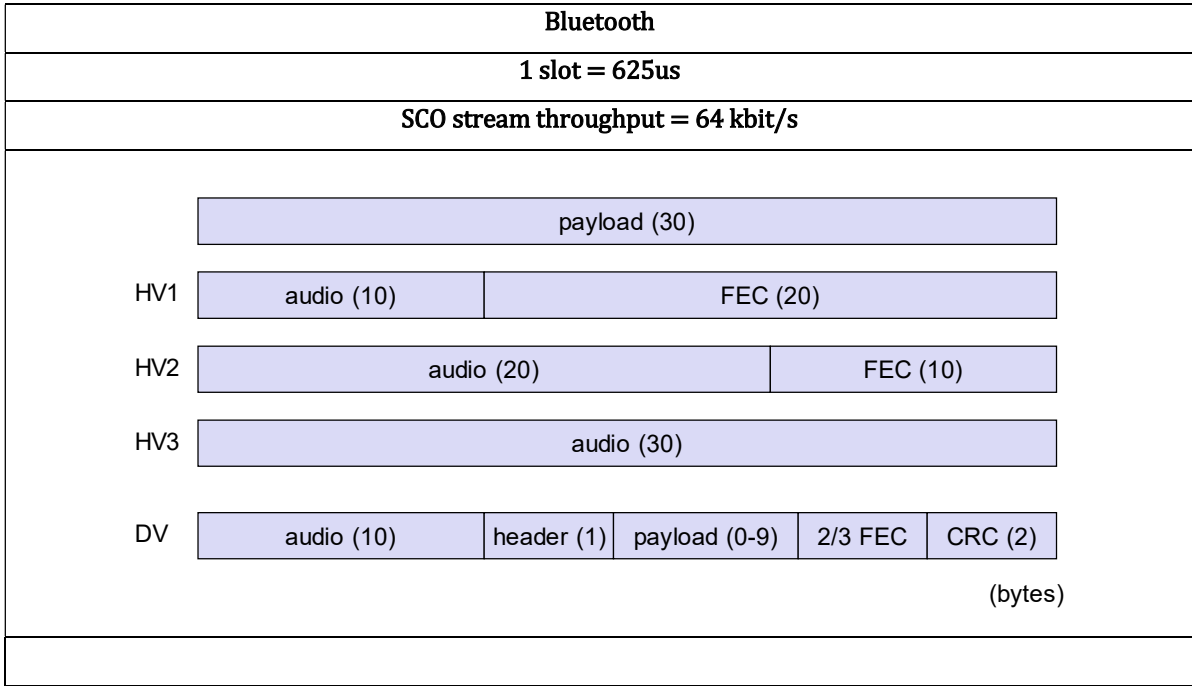 Bluetooth
1 slot = 625us
SCO stream throughput = 64 kbit/s
payload (30)
HV1 audio (10) FEC (20)
HV2 audio (20) FEC (10)
HV3 audio (30)
DV audio (10) header (1) payload (0-9) 2/3 FEC CRC (2)
(bytes)